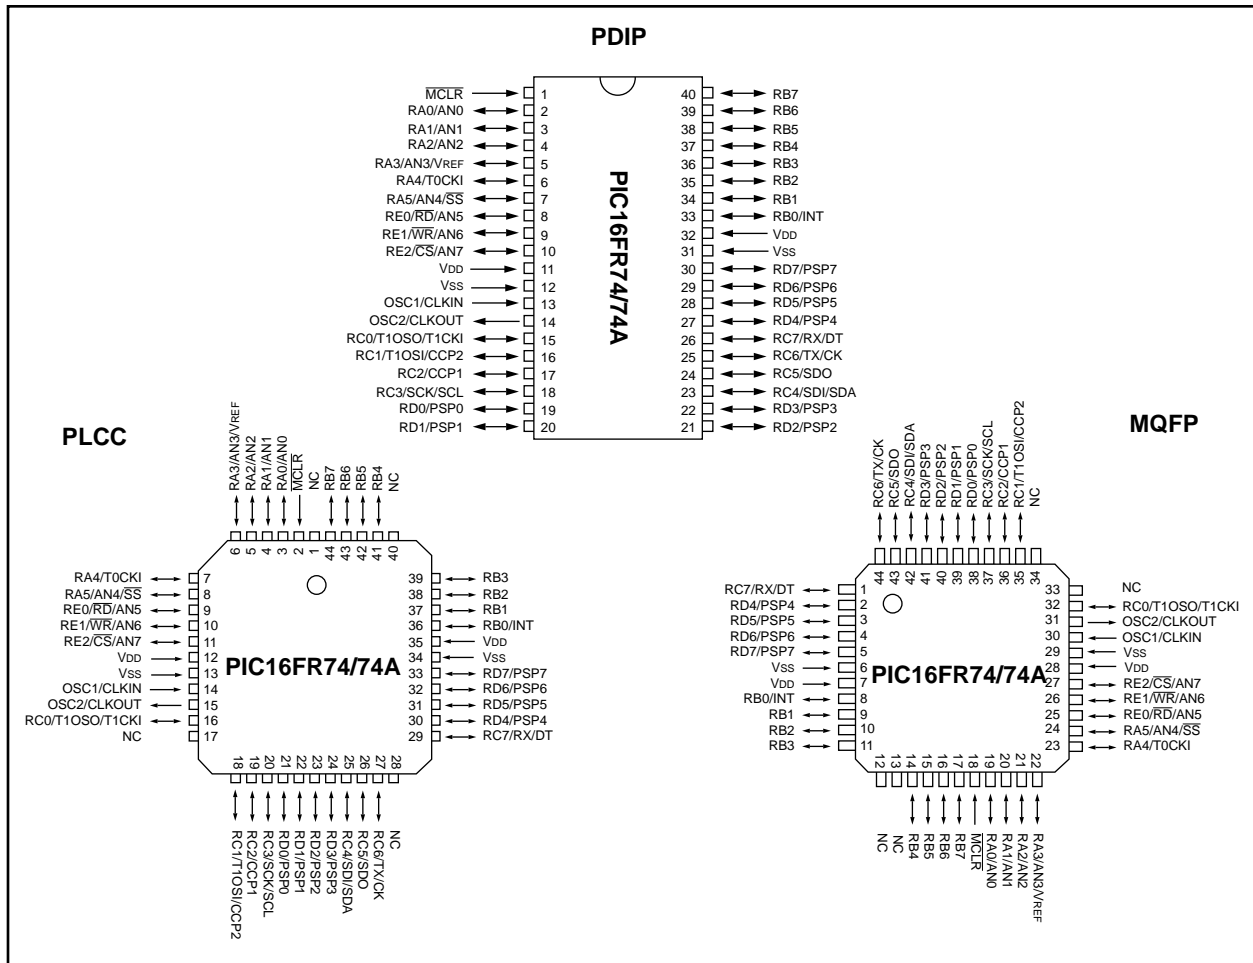 PDIP
MCLR 1 40 RB7
RA0/AN0 2 39 RB6
RA1/AN1 3 38 RB5
RA2/AN2 4 37 RB4
RA3/AN3/VREF 5 36 RB3
RA4/T0CKI 6 35 RB2
RA5/AN4/SS 7 34 RB1
RE0/RD/AN5 8 33 RB0/INT
RE1/WR/AN6 9 32 VDD
RE2/CS/AN7 10 31 VSS
VDD 11 30 RD7/PSP7
VSS 12 29 RD6/PSP6
OSC1/CLKIN 13 28 RD5/PSP5
OSC2/CLKOUT 14 27 RD4/PSP4
RC0/T1OSO/T1CKI 15 26 RC7/RX/DT
RC1/T1OSI/CCP2 16 25 RC6/TX/CK
RC2/CCP1 17 24 RC5/SDO
RC3/SCK/SCL 18 23 RC4/SDI/SDA
RD0/PSP0 19 22 RD3/PSP3
RD1/PSP1 20 21 RD2/PSP2
PIC16FR74/74A
PLCC
RA3/AN3/VREF RA2/AN2 RA1/AN1 RA0/AN0 MCLR NC RB7 RB6 RB5 RB4 NC
6 5 4 3 2 1 44 43 42 41 40
RA4/T0CKI 7 39 RB3
RA5/AN4/SS 8 38 RB2
RE0/RD/AN5 9 37 RB1
RE1/WR/AN6 10 36 RB0/INT
RE2/CS/AN7 11 35 VDD
VDD 12 34 VSS
VSS 13 33 RD7/PSP7
OSC1/CLKIN 14 32 RD6/PSP6
OSC2/CLKOUT 15 31 RD5/PSP5
RC0/T1OSO/T1CKI 16 30 RD4/PSP4
NC 17 29 RC7/RX/DT
PIC16FR74/74A
18 19 20 21 22 23 24 25 26 27 28
RC1/T1OSI/CCP2 RC2/CCP1 RC3/SCK/SCL RD0/PSP0 RD1/PSP1 RD2/PSP2 RD3/PSP3 RC4/SDI/SDA RC5/SDO RC6/TX/CK NC
MQFP
RC6/TX/CK RC5/SDO RC4/SDI/SDA RD3/PSP3 RD2/PSP2 RD1/PSP1 RD0/PSP0 RC3/SCK/SCL RC2/CCP1 RC1/T1OSI/CCP2 NC
44 43 42 41 40 39 38 37 36 35 34
RC7/RX/DT 1 33 NC
RD4/PSP4 2 32 RC0/T1OSO/T1CKI
RD5/PSP5 3 31 OSC2/CLKOUT
RD6/PSP6 4 30 OSC1/CLKIN
RD7/PSP7 5 29 VSS
VSS 6 28 VDD
VDD 7 27 RE2/CS/AN7
RB0/INT 8 26 RE1/WR/AN6
RB1 9 25 RE0/RD/AN5
RB2 10 24 RA5/AN4/SS
RB3 11 23 RA4/T0CKI
PIC16FR74/74A
12 13 14 15 16 17 18 19 20 21 22
NC NC RB4 RB5 RB6 RB7 MCLR RA0/AN0 RA1/AN1 RA2/AN2 RA3/AN3/VREF